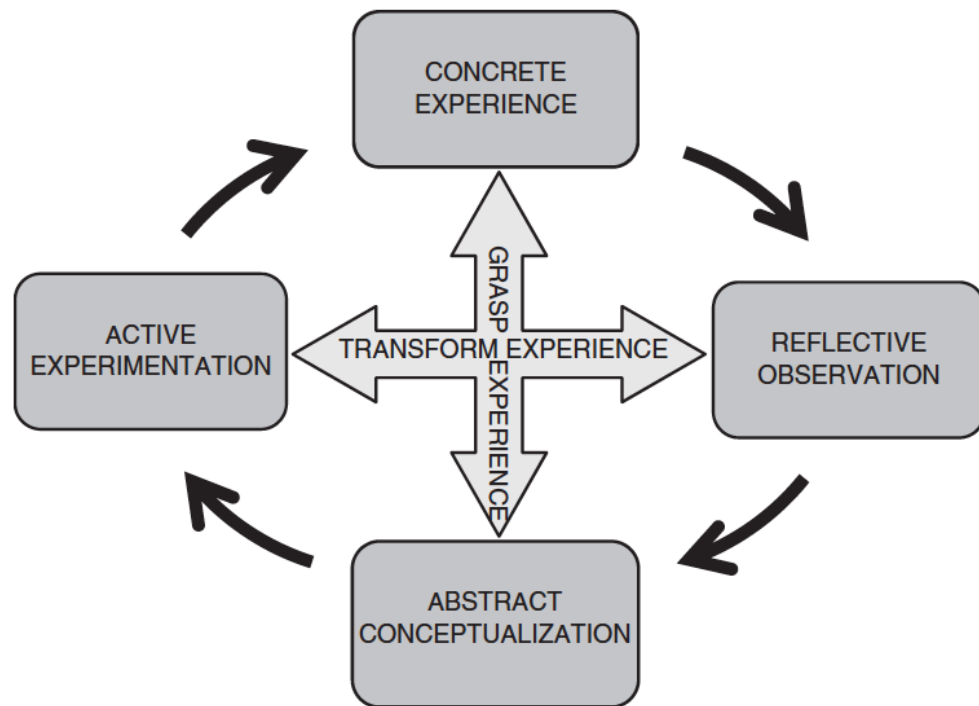 CONCRETE
EXPERIENCE
GRASP EXPERIENCE
ACTIVE
EXPERIMENTATION
TRANSFORM EXPERIENCE
REFLECTIVE
OBSERVATION
ABSTRACT
CONCEPTUALIZATION